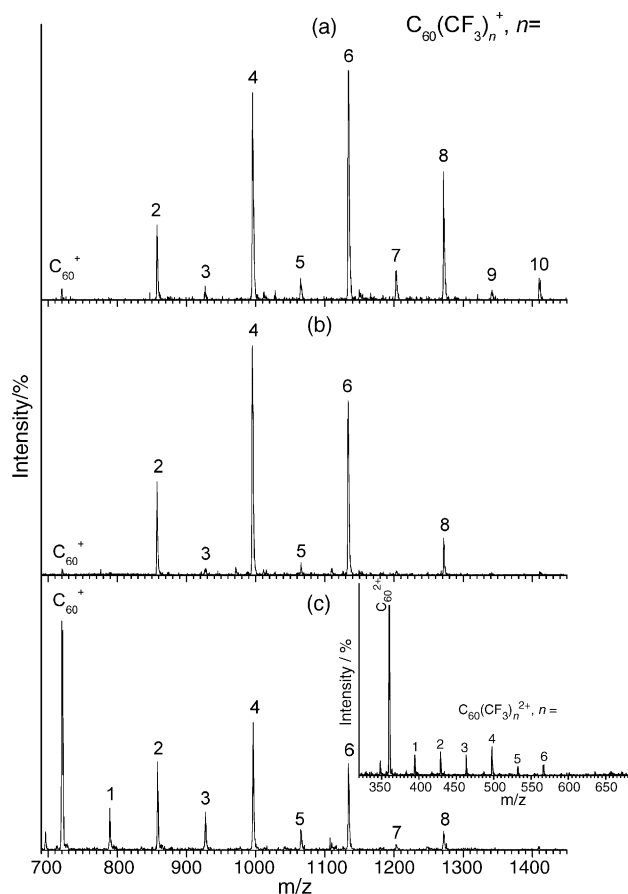 (a)
C60(CF3)n+, n=
6
4
8
2
7
5
10
3
9
C60+
(b)
4
6
2
8
5
3
C60+
Intensity/%
(c)
C60+
4
2
6
1
3
5
8
7
700 800 900 1000 1100 1200 1300 1400
m/z
C602+
C60(CF3)n2+, n =
1 2 3 4 5 6
Intensity / %
350 400 450 500 550 600 650
m/z